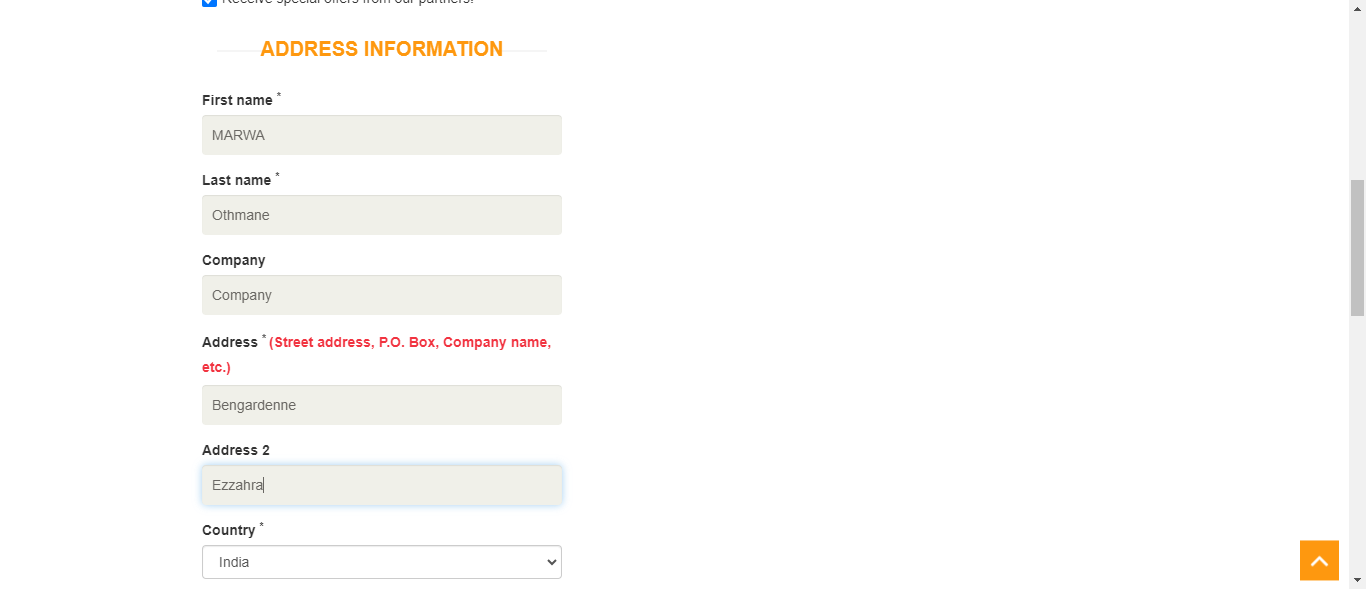 Receive special offers from our partners!
ADDRESS INFORMATION
First name *
MARWA
Last name *
Othmane
Company
Company
Address * (Street address, P.O. Box, Company name,
etc.)
Bengardenne
Address 2
Ezzahra
Country *
India